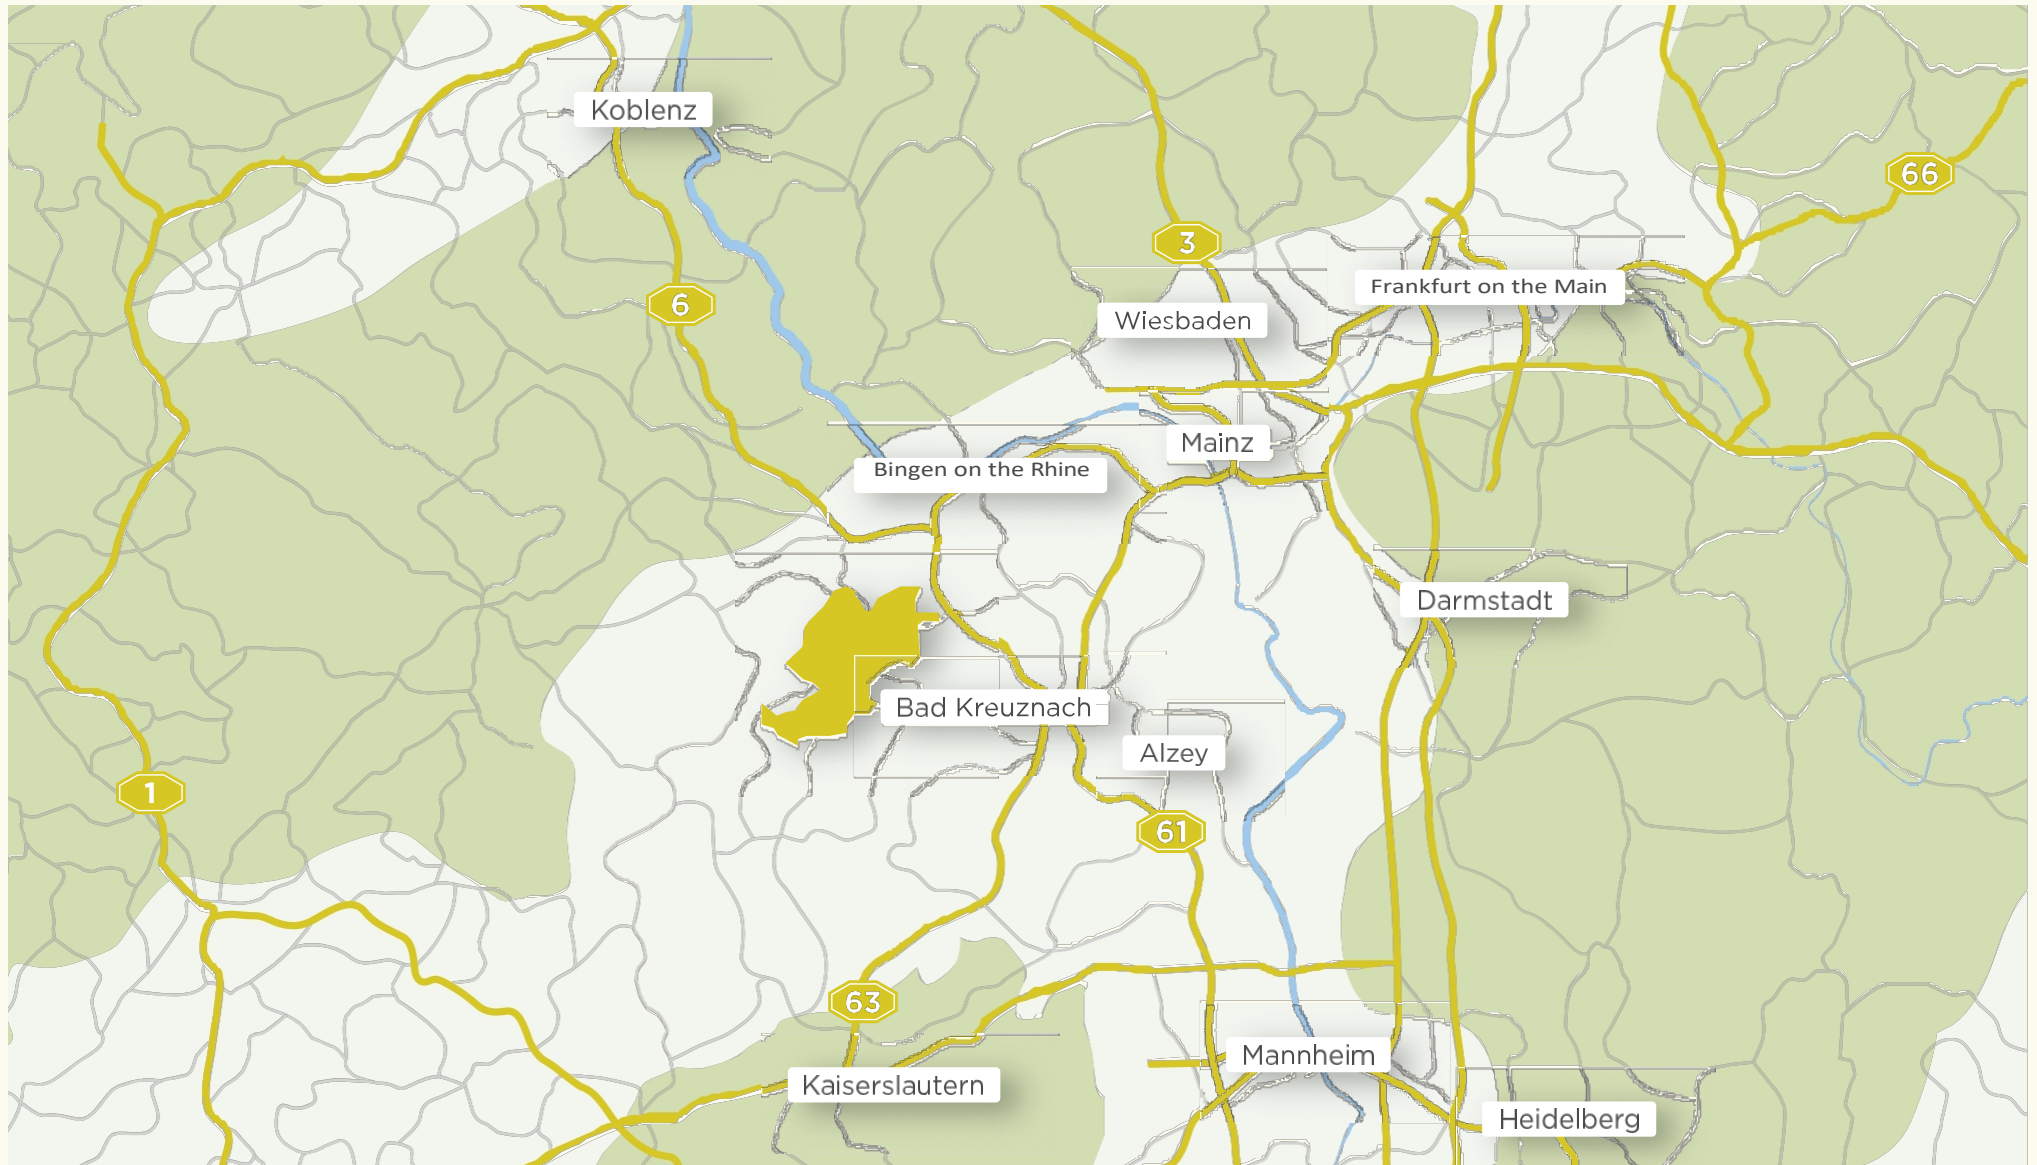 Koblenz
66
3
Frankfurt on the Main
6
Wiesbaden
Mainz
Bingen on the Rhine
Darmstadt
Bad Kreuznach
Alzey
1
61
63
Mannheim
Kaiserslautern
Heidelberg